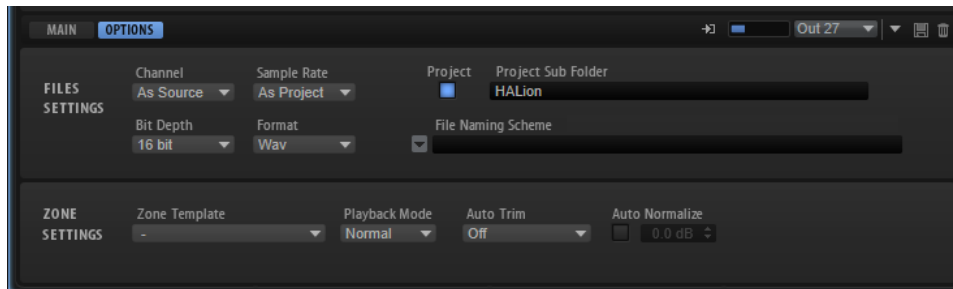 MAIN OPTIONS Out 27
Channel Sample Rate Project Project Sub Folder
FILES SETTINGS
As Source As Project HALion
Bit Depth Format File Naming Scheme
16 bit Wav
ZONE SETTINGS
Zone Template Playback Mode Auto Trim Auto Normalize
- Normal Off 0.0 dB